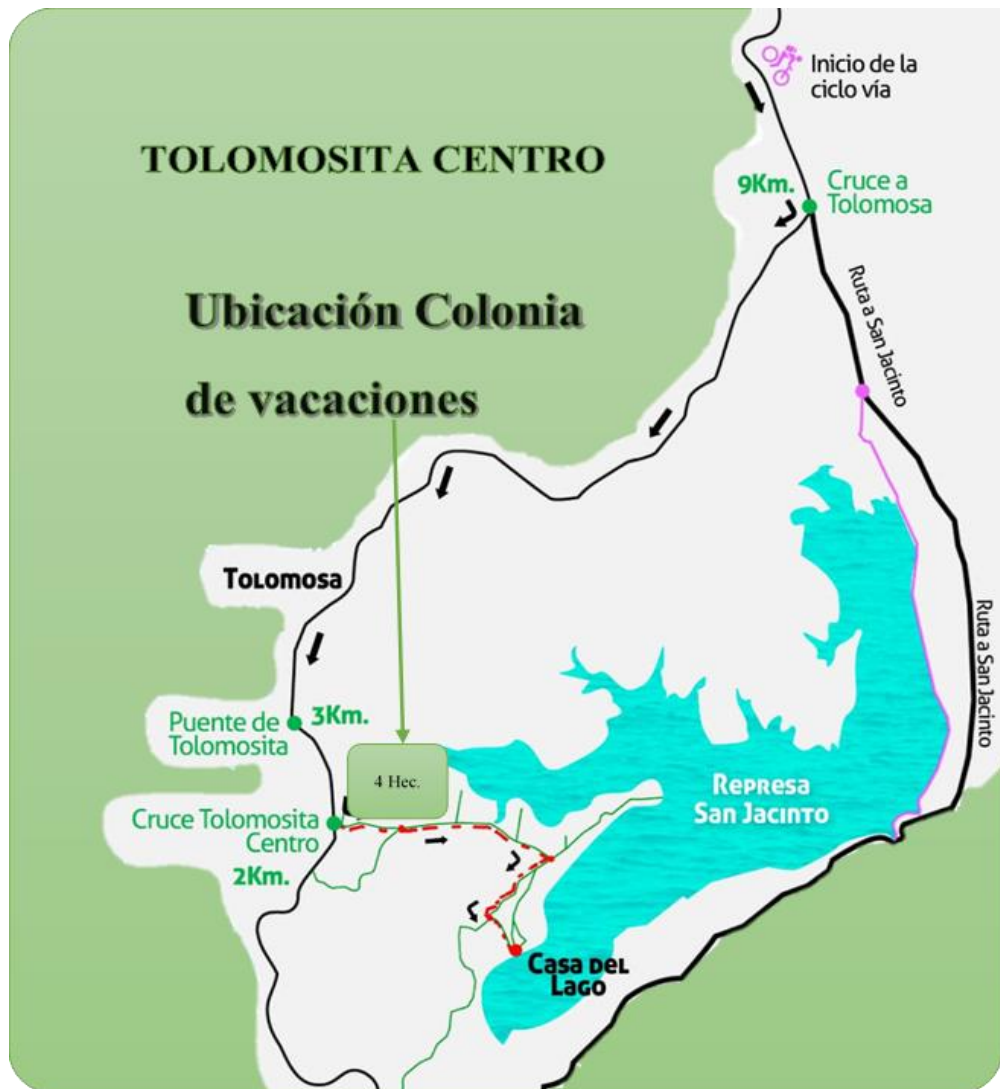 Inicio de la
ciclo vía
TOLOMOSITA CENTRO
9Km.
Cruce a
Tolomosa
Ruta a San Jacinto
Ubicación Colonia
de vacaciones
Tolomosa
Ruta a San Jacinto
Puente de
Tolomosita
3Km.
4 Hec.
Represa
San Jacinto
Cruce Tolomosita
Centro
2Km.
Casa del
Lago